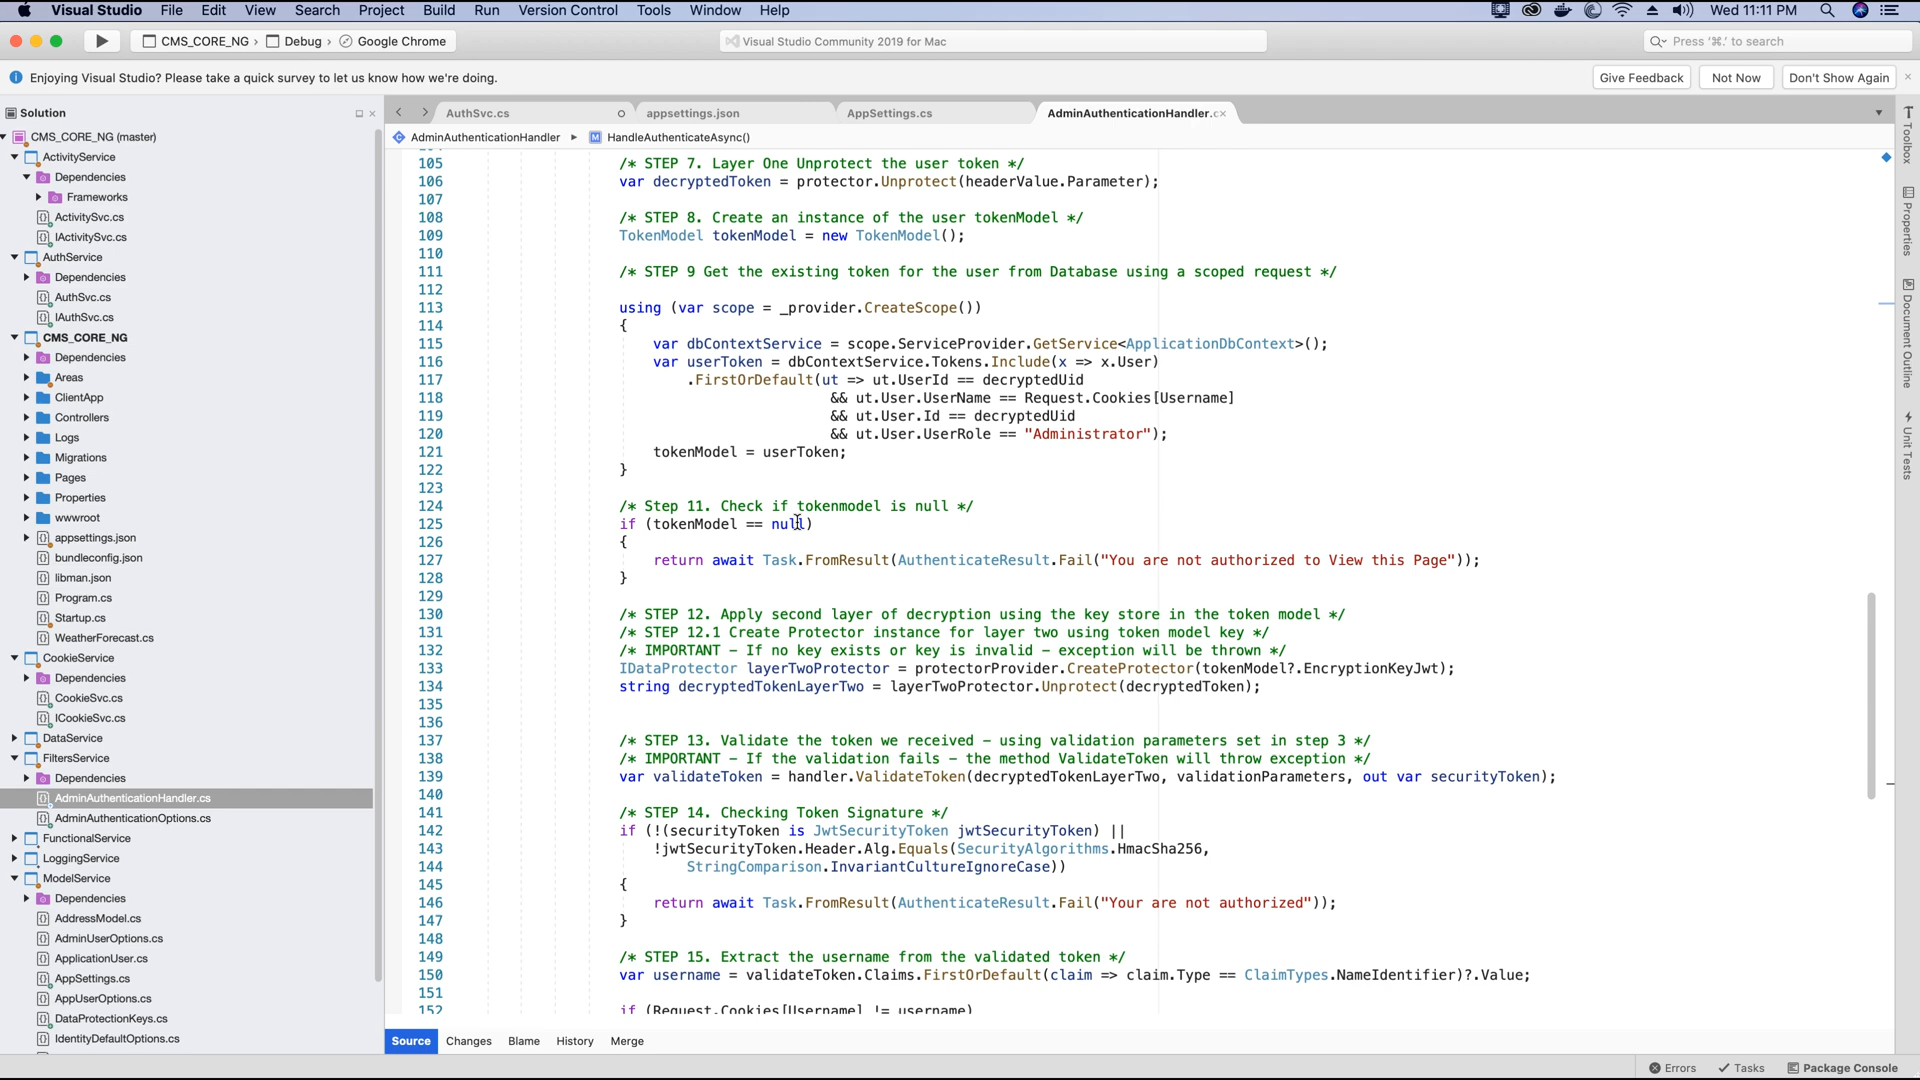 Visual Studio File Edit View Search Project Build Run Version Control Tools Window Help Wed 11:11 PM
CMS_CORE_NG › Debug › Google Chrome
Visual Studio Community 2019 for Mac
Press '⌘.' to search
Enjoying Visual Studio? Please take a quick survey to let us know how we're doing.
Give Feedback Not Now Don't Show Again
Solution
CMS_CORE_NG (master)
ActivityService
Dependencies
Frameworks
ActivitySvc.cs
IActivitySvc.cs
AuthService
Dependencies
AuthSvc.cs
IAuthSvc.cs
CMS_CORE_NG
Dependencies
Areas
ClientApp
Controllers
Logs
Migrations
Pages
Properties
wwwroot
appsettings.json
bundleconfig.json
libman.json
Program.cs
Startup.cs
WeatherForecast.cs
CookieService
Dependencies
CookieSvc.cs
ICookieSvc.cs
DataService
FiltersService
Dependencies
AdminAuthenticationHandler.cs
AdminAuthenticationOptions.cs
FunctionalService
LoggingService
ModelService
Dependencies
AddressModel.cs
AdminUserOptions.cs
ApplicationUser.cs
AppSettings.cs
AppUserOptions.cs
DataProtectionKeys.cs
IdentityDefaultOptions.cs
AuthSvc.cs appsettings.json AppSettings.cs AdminAuthenticationHandler.c
AdminAuthenticationHandler HandleAuthenticateAsync()
105 /* STEP 7. Layer One Unprotect the user token */
106 var decryptedToken = protector.Unprotect(headerValue.Parameter);
107
108 /* STEP 8. Create an instance of the user tokenModel */
109 TokenModel tokenModel = new TokenModel();
110
111 /* STEP 9 Get the existing token for the user from Database using a scoped request */
112
113 using (var scope = _provider.CreateScope())
114 {
115 var dbContextService = scope.ServiceProvider.GetService<ApplicationDbContext>();
116 var userToken = dbContextService.Tokens.Include(x => x.User)
117 .FirstOrDefault(ut => ut.UserId == decryptedUid
118 && ut.User.UserName == Request.Cookies[Username]
119 && ut.User.Id == decryptedUid
120 && ut.User.UserRole == "Administrator");
121 tokenModel = userToken;
122 }
123
124 /* Step 11. Check if tokenmodel is null */
125 if (tokenModel == null)
126 {
127 return await Task.FromResult(AuthenticateResult.Fail("You are not authorized to View this Page"));
128 }
129
130 /* STEP 12. Apply second layer of decryption using the key store in the token model */
131 /* STEP 12.1 Create Protector instance for layer two using token model key */
132 /* IMPORTANT - If no key exists or key is invalid - exception will be thrown */
133 IDataProtector layerTwoProtector = protectorProvider.CreateProtector(tokenModel?.EncryptionKeyJwt);
134 string decryptedTokenLayerTwo = layerTwoProtector.Unprotect(decryptedToken);
135
136
137 /* STEP 13. Validate the token we received - using validation parameters set in step 3 */
138 /* IMPORTANT - If the validation fails - the method ValidateToken will throw exception */
139 var validateToken = handler.ValidateToken(decryptedTokenLayerTwo, validationParameters, out var securityToken);
140
141 /* STEP 14. Checking Token Signature */
142 if (!(securityToken is JwtSecurityToken jwtSecurityToken) ||
143 !jwtSecurityToken.Header.Alg.Equals(SecurityAlgorithms.HmacSha256,
144 StringComparison.InvariantCultureIgnoreCase))
145 {
146 return await Task.FromResult(AuthenticateResult.Fail("Your are not authorized"));
147 }
148
149 /* STEP 15. Extract the username from the validated token */
150 var username = validateToken.Claims.FirstOrDefault(claim => claim.Type == ClaimTypes.NameIdentifier)?.Value;
151
152 if (Request.Cookies[Username] != username)
Source Changes Blame History Merge
Toolbox
Properties
Document Outline
Unit Tests
Errors Tasks Package Console